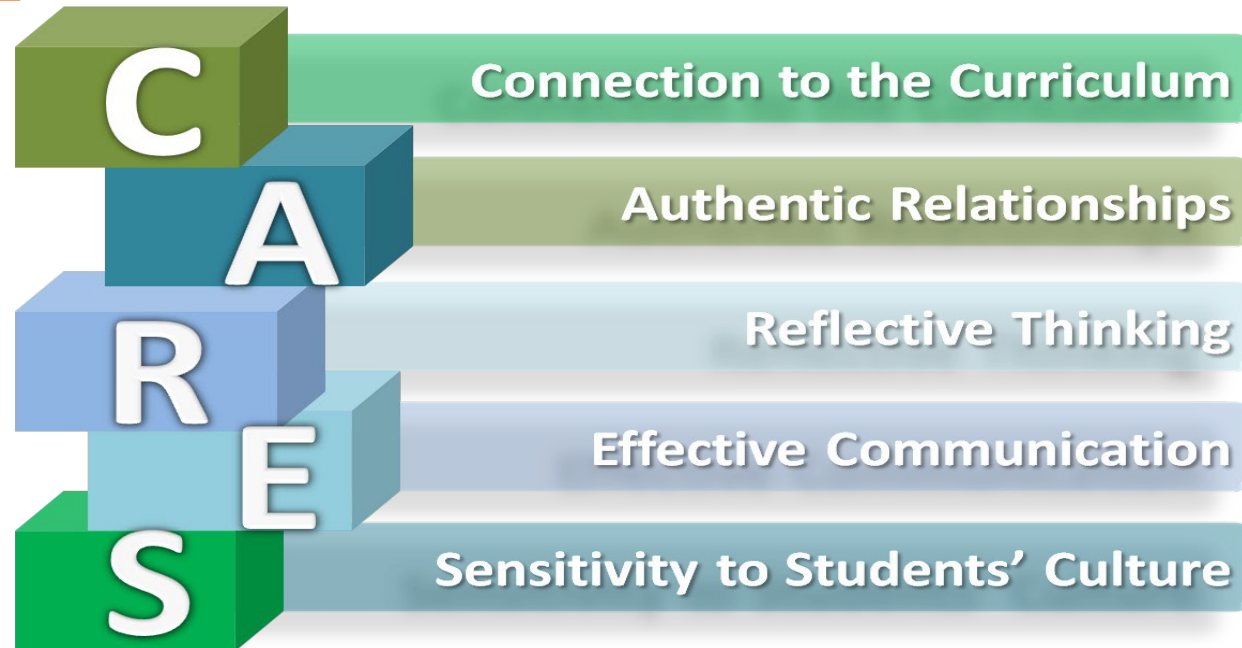 C Connection to the Curriculum
A Authentic Relationships
R Reflective Thinking
E Effective Communication
S Sensitivity to Students’ Culture